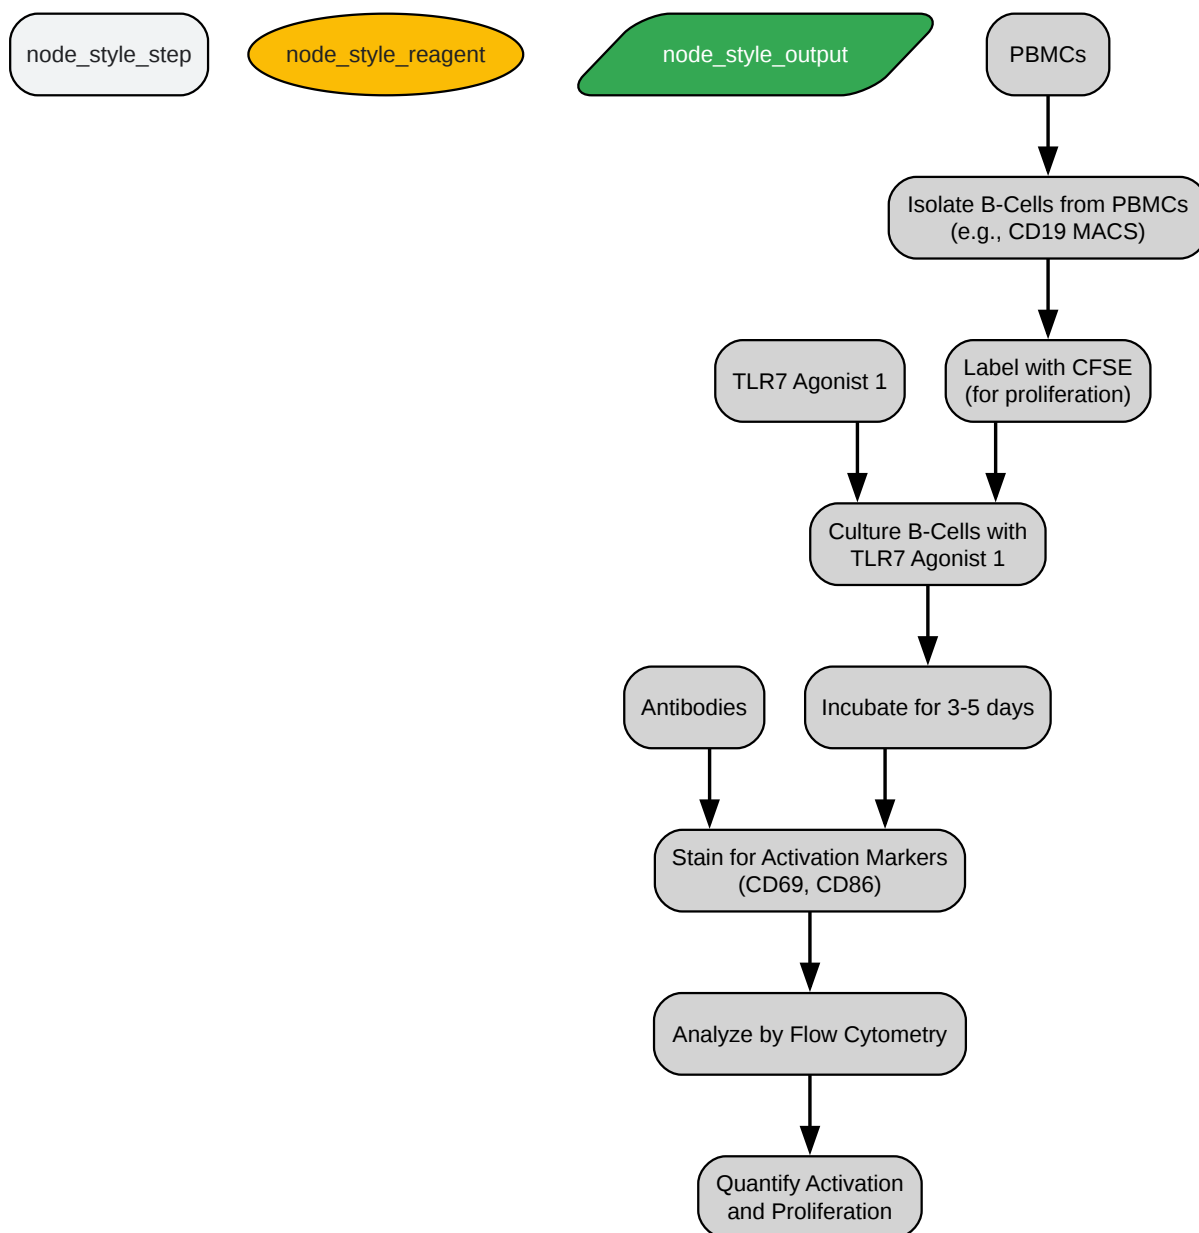 node_style_step
node_style_reagent
node_style_output
PBMCs
Isolate B-Cells from PBMCs
(e.g., CD19 MACS)
TLR7 Agonist 1
Label with CFSE
(for proliferation)
Culture B-Cells with
TLR7 Agonist 1
Antibodies
Incubate for 3-5 days
Stain for Activation Markers
(CD69, CD86)
Analyze by Flow Cytometry
Quantify Activation
and Proliferation